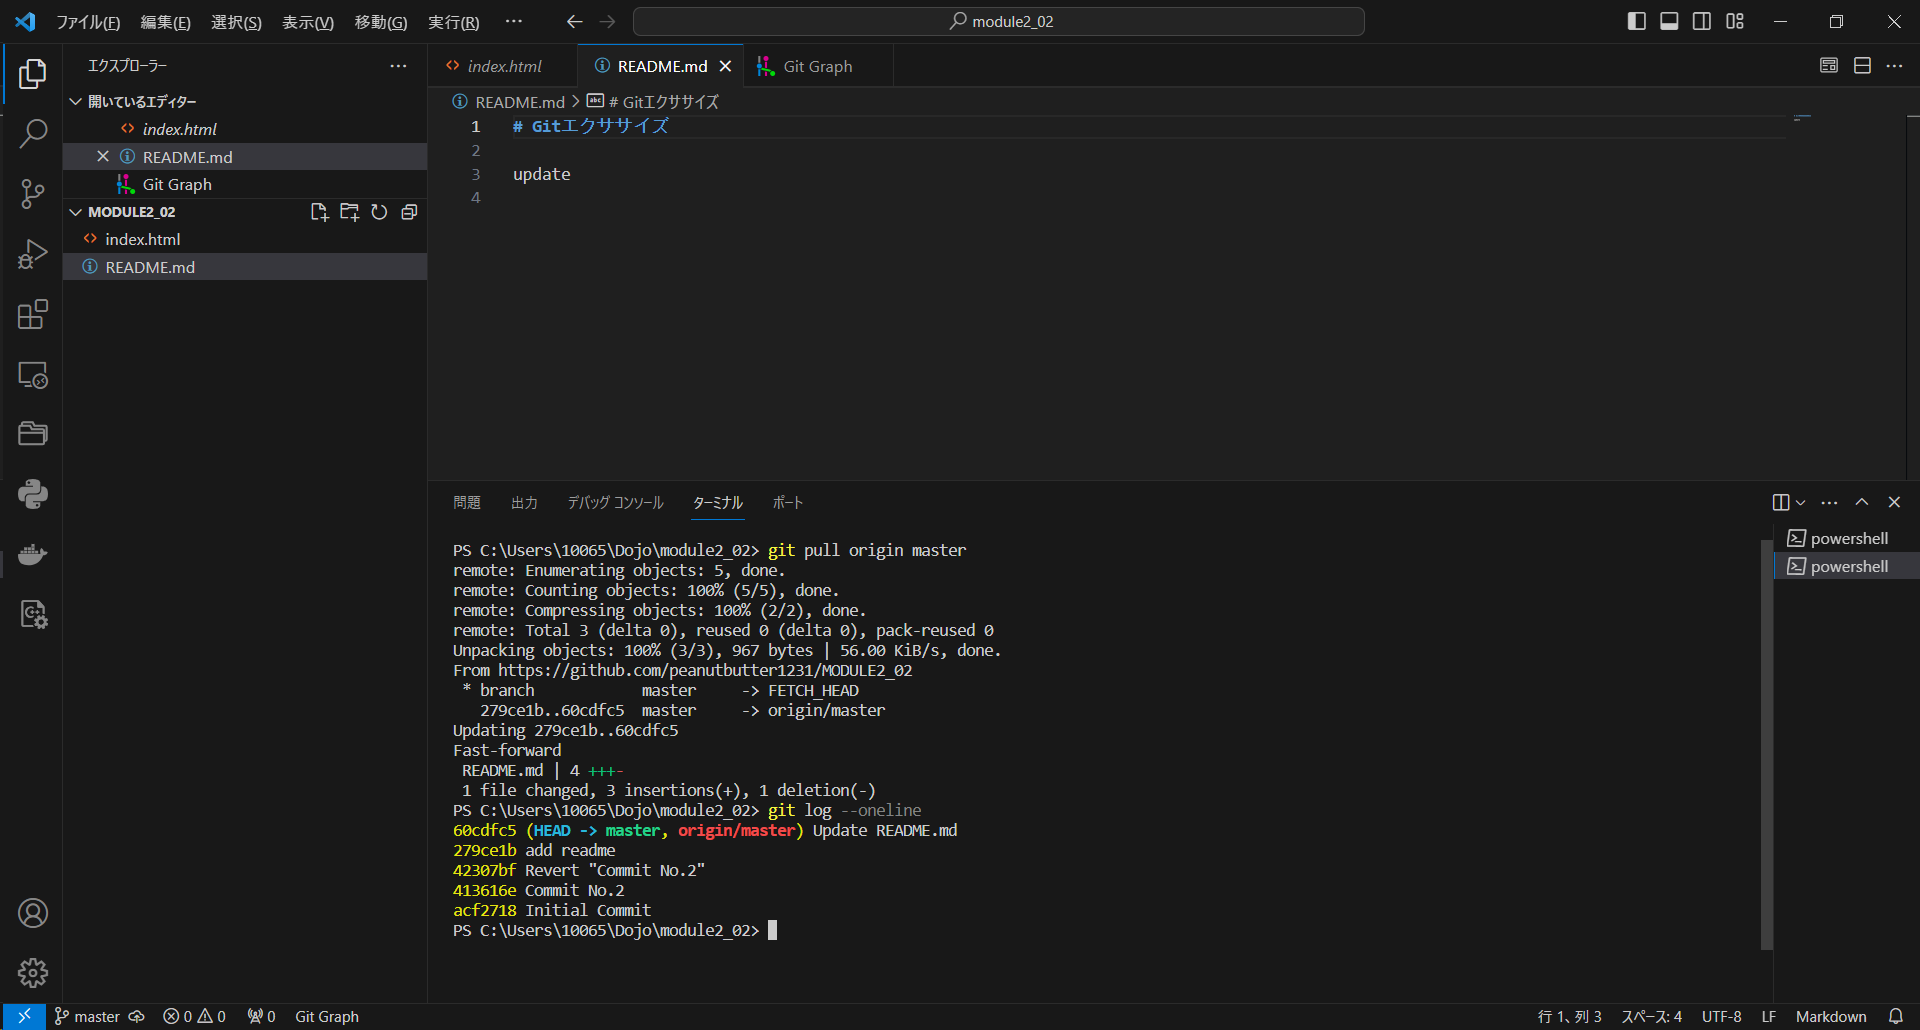 ファイル(F) 編集(E) 選択(S) 表示(V) 移動(G) 実行(R) ··· module2_02
エクスプローラー
開いているエディター
index.html
README.md
Git Graph
MODULE2_02
index.html
README.md
index.html README.md Git Graph
README.md > # Gitエクササイズ
1 # Gitエクササイズ
2
3 update
4
問題 出力 デバッグ コンソール ターミナル ポート
PS C:\Users\10065\Dojo\module2_02> git pull origin master
remote: Enumerating objects: 5, done.
remote: Counting objects: 100% (5/5), done.
remote: Compressing objects: 100% (2/2), done.
remote: Total 3 (delta 0), reused 0 (delta 0), pack-reused 0
Unpacking objects: 100% (3/3), 967 bytes | 56.00 KiB/s, done.
From https://github.com/peanutbutter1231/MODULE2_02
* branch master -> FETCH_HEAD
279ce1b..60cdfc5 master -> origin/master
Updating 279ce1b..60cdfc5
Fast-forward
README.md | 4 +++-
1 file changed, 3 insertions(+), 1 deletion(-)
PS C:\Users\10065\Dojo\module2_02> git log --oneline
60cdfc5 (HEAD -> master, origin/master) Update README.md
279ce1b add readme
42307bf Revert "Commit No.2"
413616e Commit No.2
acf2718 Initial Commit
PS C:\Users\10065\Dojo\module2_02>
powershell
powershell
master 0 0 0 Git Graph 行 1、列 3 スペース: 4 UTF-8 LF Markdown